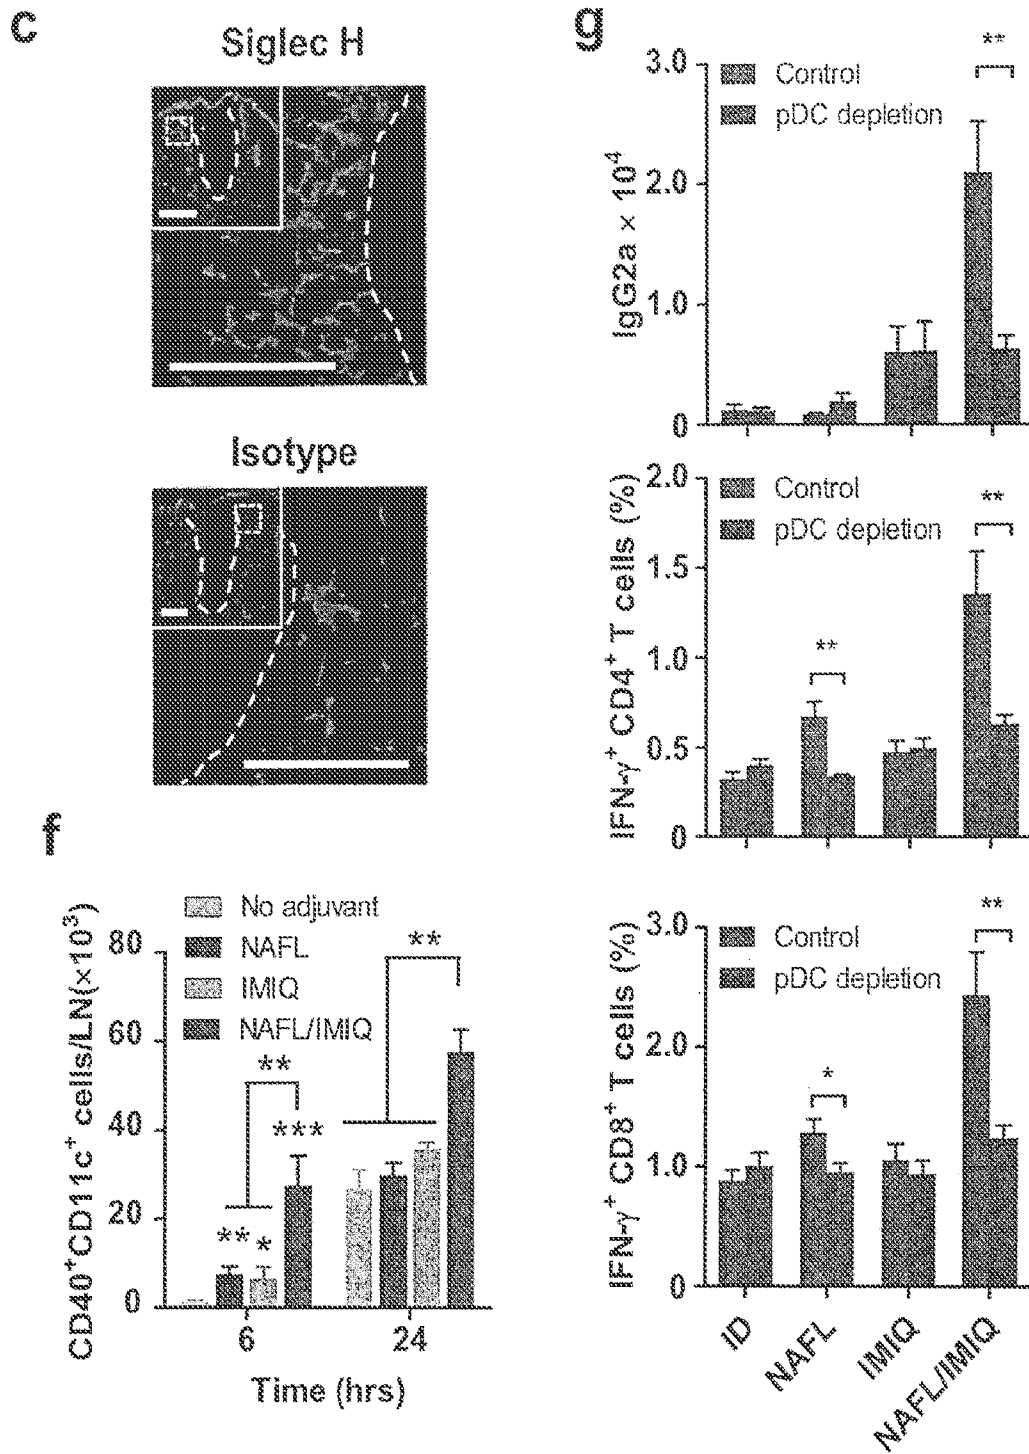 c
Siglec H
Isotype
f
CD40⁺CD11c⁺ cells/LN(×10³)
80
60
40
20
0
No adjuvant
NAFL
IMIQ
NAFL/IMIQ
**
**
***
**
*
6
24
Time (hrs)
g
IgG2a × 10⁴
3.0
2.0
1.0
0
Control
pDC depletion
**
IFN-γ⁺ CD4⁺ T cells (%)
2.0
1.5
1.0
0.5
0
Control
pDC depletion
**
**
IFN-γ⁺ CD8⁺ T cells (%)
3.0
2.0
1.0
0
Control
pDC depletion
**
*
ID
NAFL
IMIQ
NAFL/IMIQ